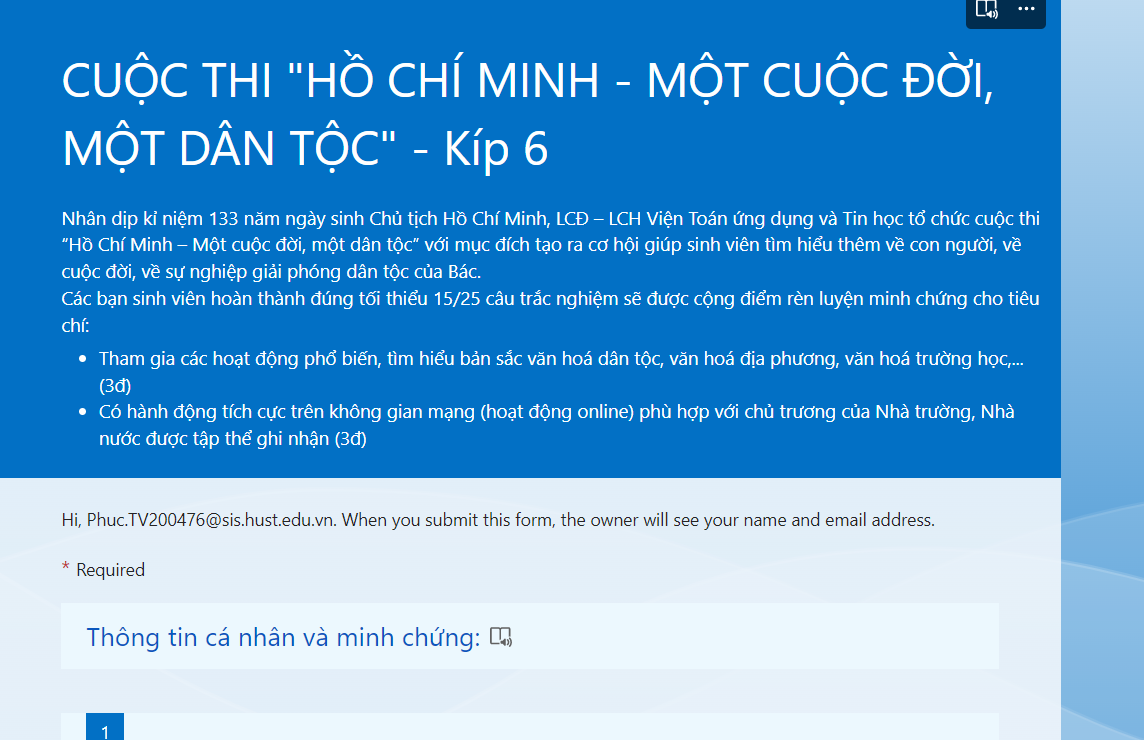 CUỘC THI "HỒ CHÍ MINH - MỘT CUỘC ĐỜI,
MỘT DÂN TỘC" - Kíp 6
Nhân dịp kỉ niệm 133 năm ngày sinh Chủ tịch Hồ Chí Minh, LCĐ – LCH Viện Toán ứng dụng và Tin học tổ chức cuộc thi
“Hồ Chí Minh – Một cuộc đời, một dân tộc” với mục đích tạo ra cơ hội giúp sinh viên tìm hiểu thêm về con người, về
cuộc đời, về sự nghiệp giải phóng dân tộc của Bác.
Các bạn sinh viên hoàn thành đúng tối thiểu 15/25 câu trắc nghiệm sẽ được cộng điểm rèn luyện minh chứng cho tiêu
chí:
• Tham gia các hoạt động phổ biến, tìm hiểu bản sắc văn hoá dân tộc, văn hoá địa phương, văn hoá trường học,...
(3đ)
• Có hành động tích cực trên không gian mạng (hoạt động online) phù hợp với chủ trương của Nhà trường, Nhà
nước được tập thể ghi nhận (3đ)
Hi, Phuc.TV200476@sis.hust.edu.vn. When you submit this form, the owner will see your name and email address.
* Required
Thông tin cá nhân và minh chứng:
1